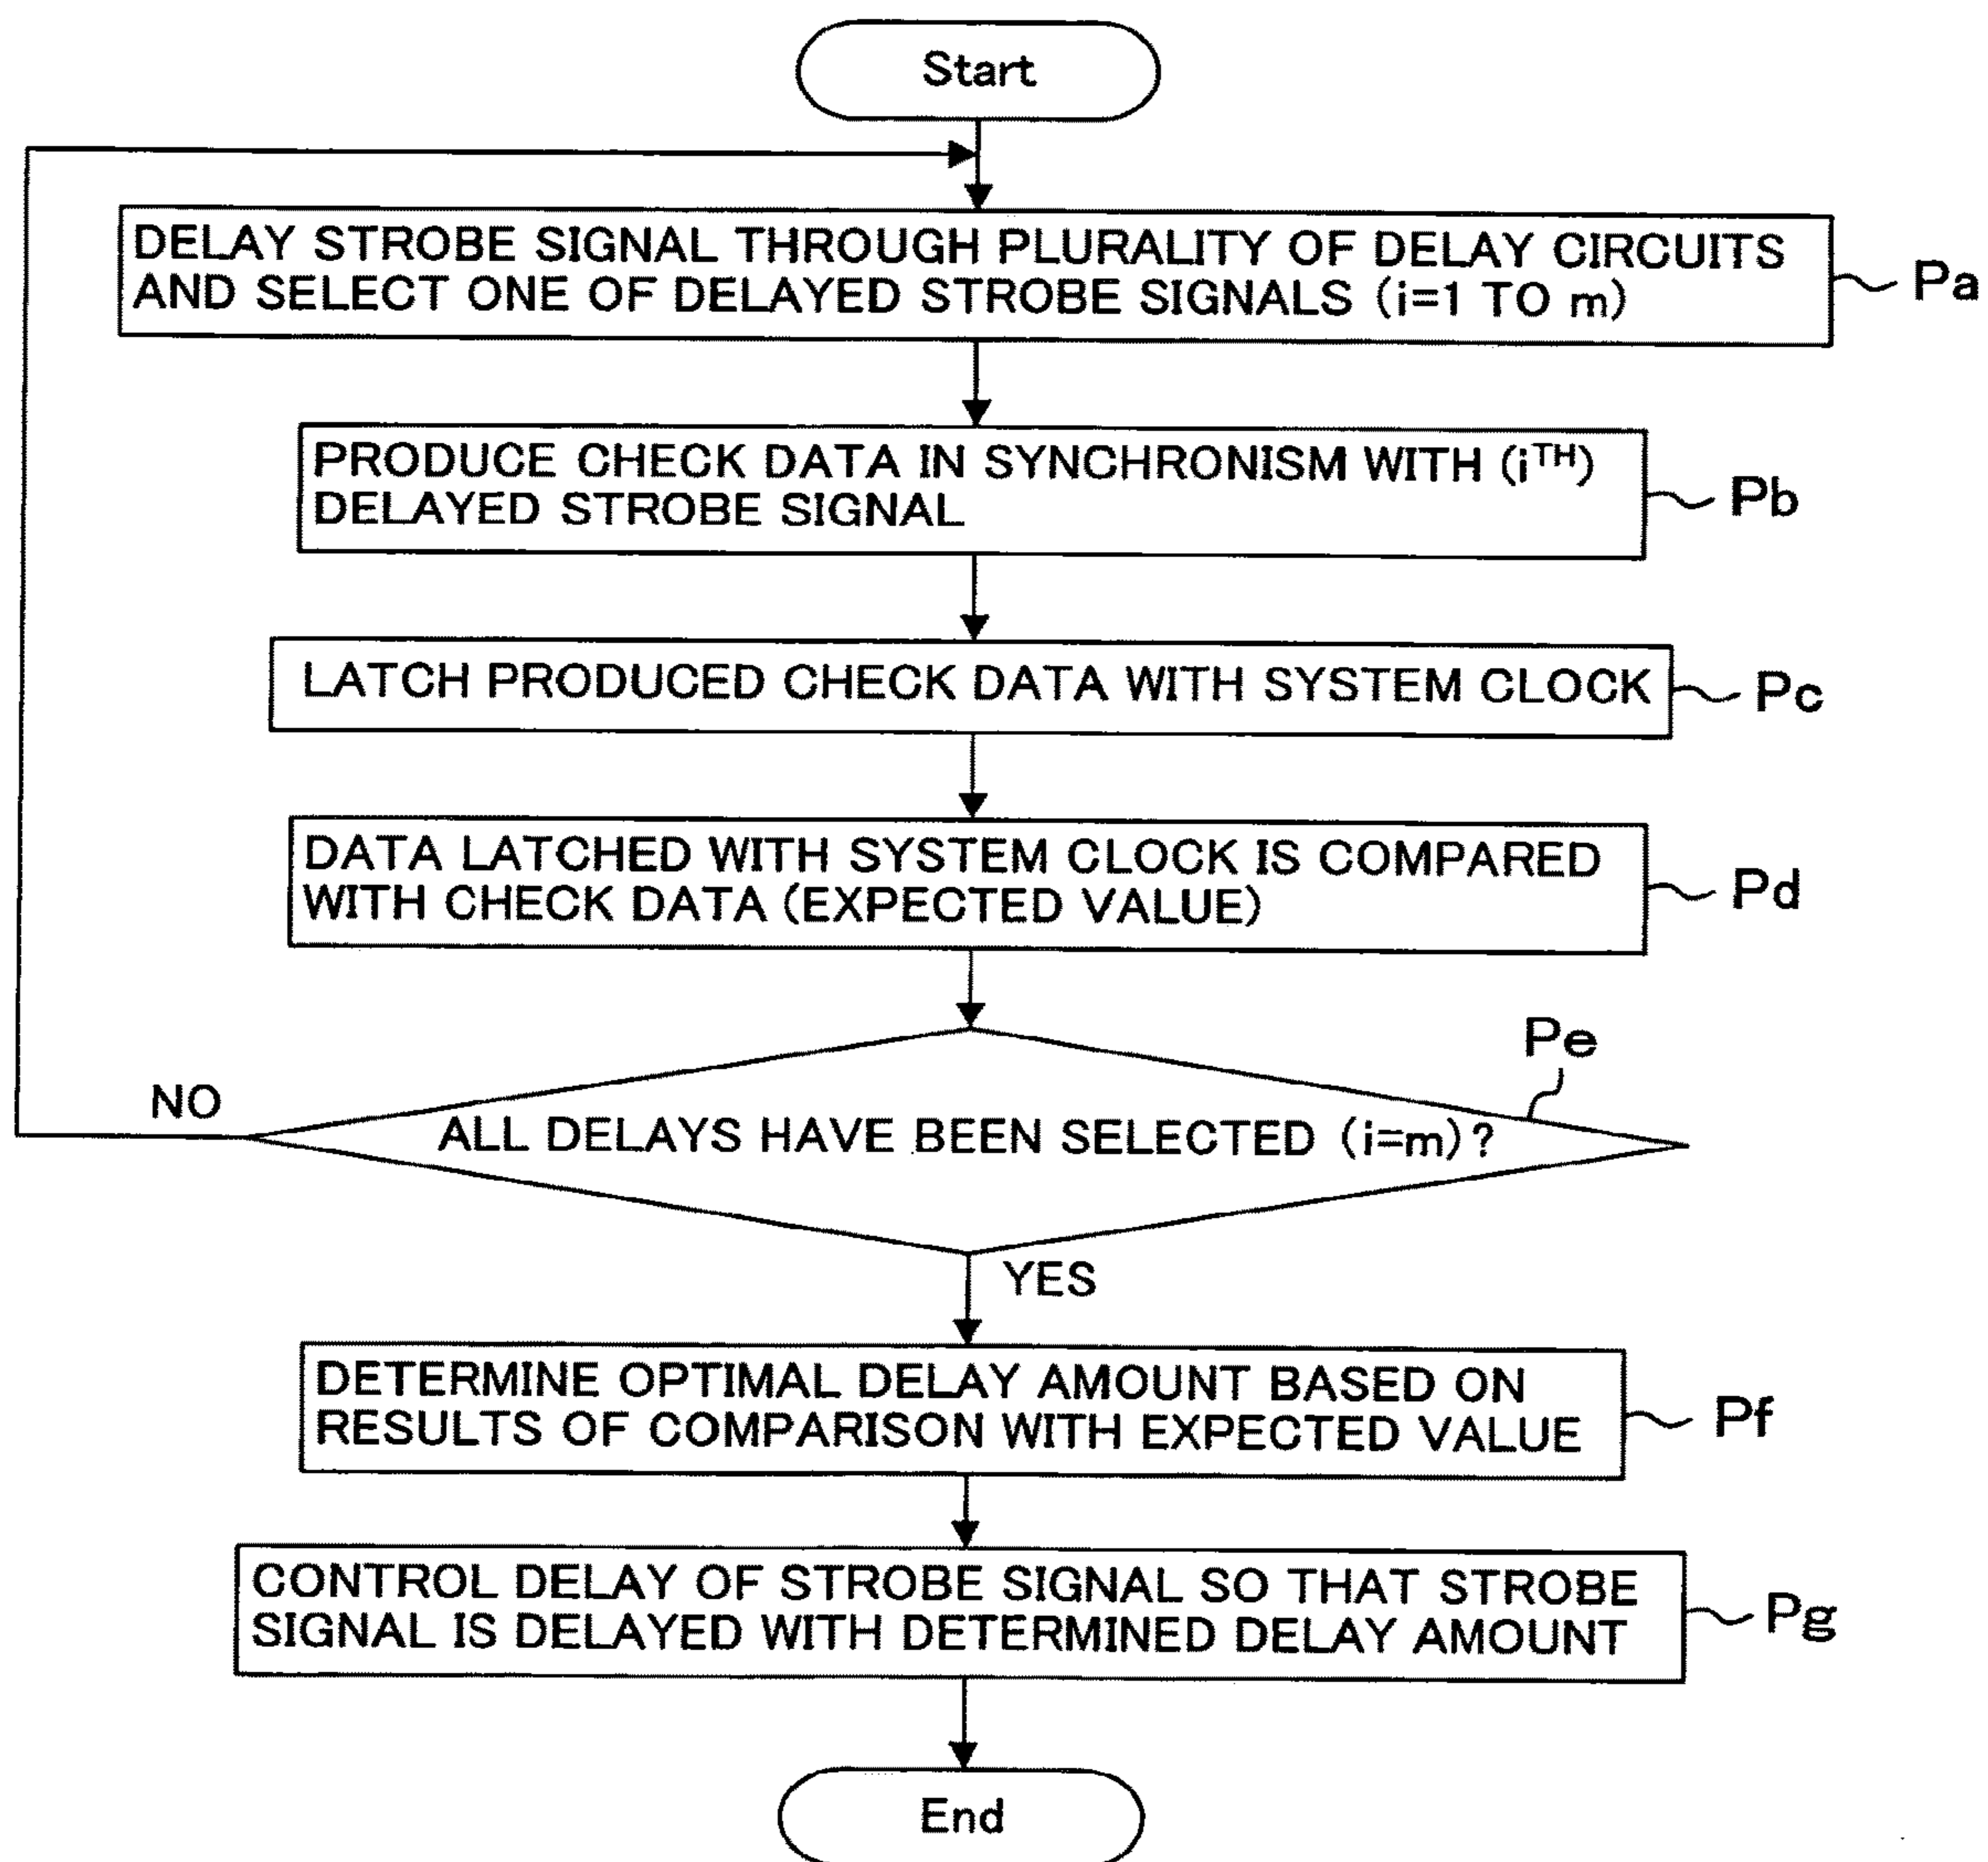 Start
DELAY STROBE SIGNAL THROUGH PLURALITY OF DELAY CIRCUITS
AND SELECT ONE OF DELAYED STROBE SIGNALS (i=1 TO m)
Pa
PRODUCE CHECK DATA IN SYNCHRONISM WITH (iTH)
DELAYED STROBE SIGNAL
Pb
LATCH PRODUCED CHECK DATA WITH SYSTEM CLOCK
Pc
DATA LATCHED WITH SYSTEM CLOCK IS COMPARED
WITH CHECK DATA (EXPECTED VALUE)
Pd
Pe
NO
ALL DELAYS HAVE BEEN SELECTED (i=m)?
YES
DETERMINE OPTIMAL DELAY AMOUNT BASED ON
RESULTS OF COMPARISON WITH EXPECTED VALUE
Pf
CONTROL DELAY OF STROBE SIGNAL SO THAT STROBE
SIGNAL IS DELAYED WITH DETERMINED DELAY AMOUNT
Pg
End